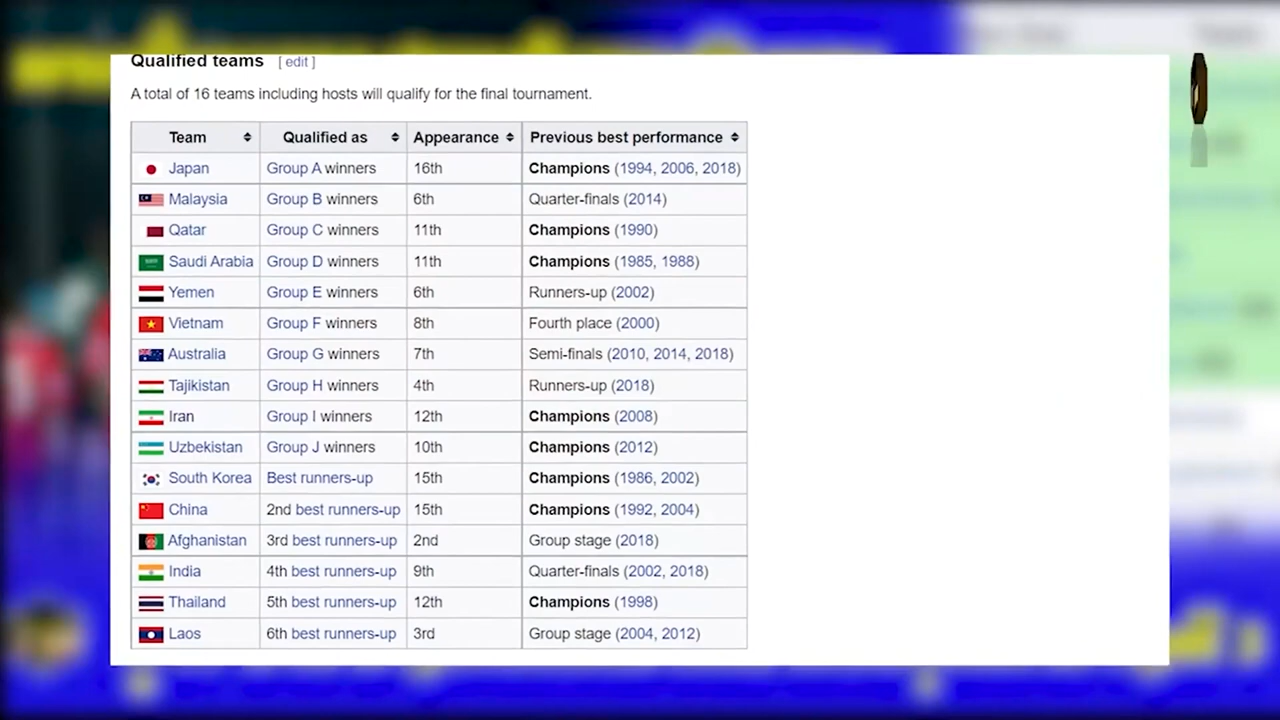 Qualified teams [ edit ]
A total of 16 teams including hosts will qualify for the final tournament.
Team Qualified as Appearance Previous best performance
Japan Group A winners 16th Champions (1994, 2006, 2018)
Malaysia Group B winners 6th Quarter-finals (2014)
Qatar Group C winners 11th Champions (1990)
Saudi Arabia Group D winners 11th Champions (1985, 1988)
Yemen Group E winners 6th Runners-up (2002)
Vietnam Group F winners 8th Fourth place (2000)
Australia Group G winners 7th Semi-finals (2010, 2014, 2018)
Tajikistan Group H winners 4th Runners-up (2018)
Iran Group I winners 12th Champions (2008)
Uzbekistan Group J winners 10th Champions (2012)
South Korea Best runners-up 15th Champions (1986, 2002)
China 2nd best runners-up 15th Champions (1992, 2004)
Afghanistan 3rd best runners-up 2nd Group stage (2018)
India 4th best runners-up 9th Quarter-finals (2002, 2018)
Thailand 5th best runners-up 12th Champions (1998)
Laos 6th best runners-up 3rd Group stage (2004, 2012)